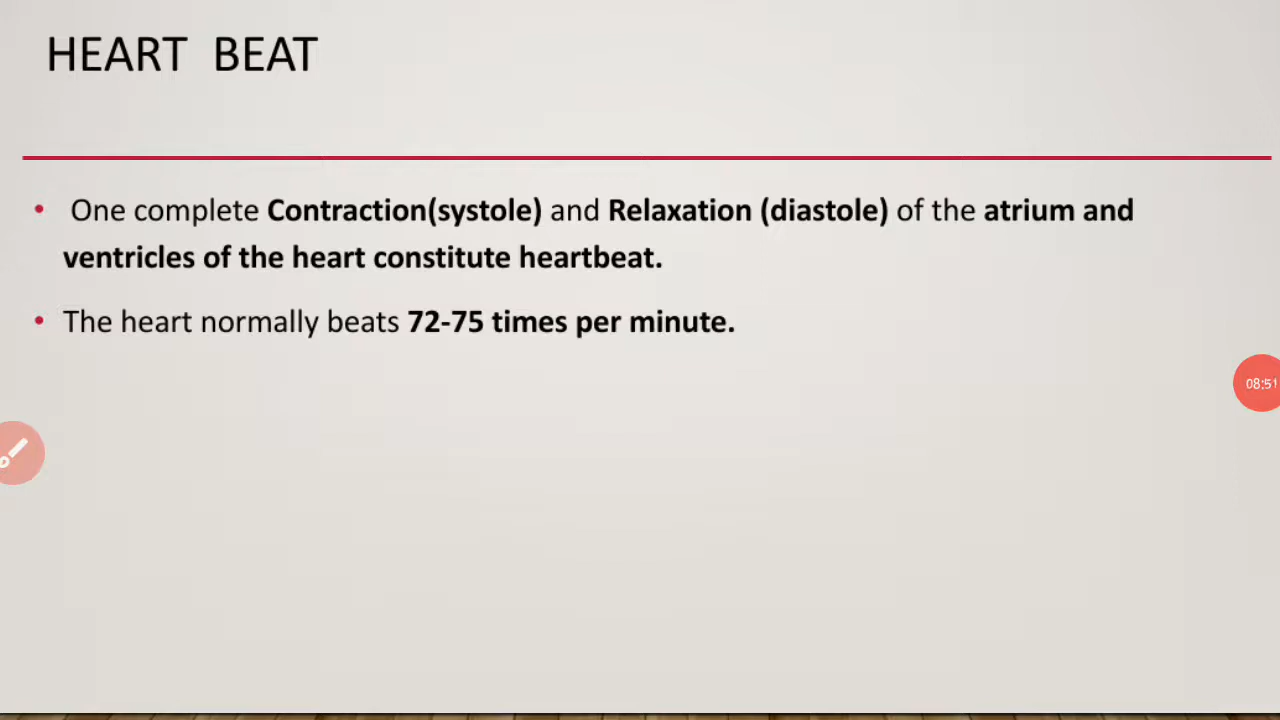 HEART BEAT
• One complete Contraction(systole) and Relaxation (diastole) of the atrium and
ventricles of the heart constitute heartbeat.
• The heart normally beats 72-75 times per minute.
08:51